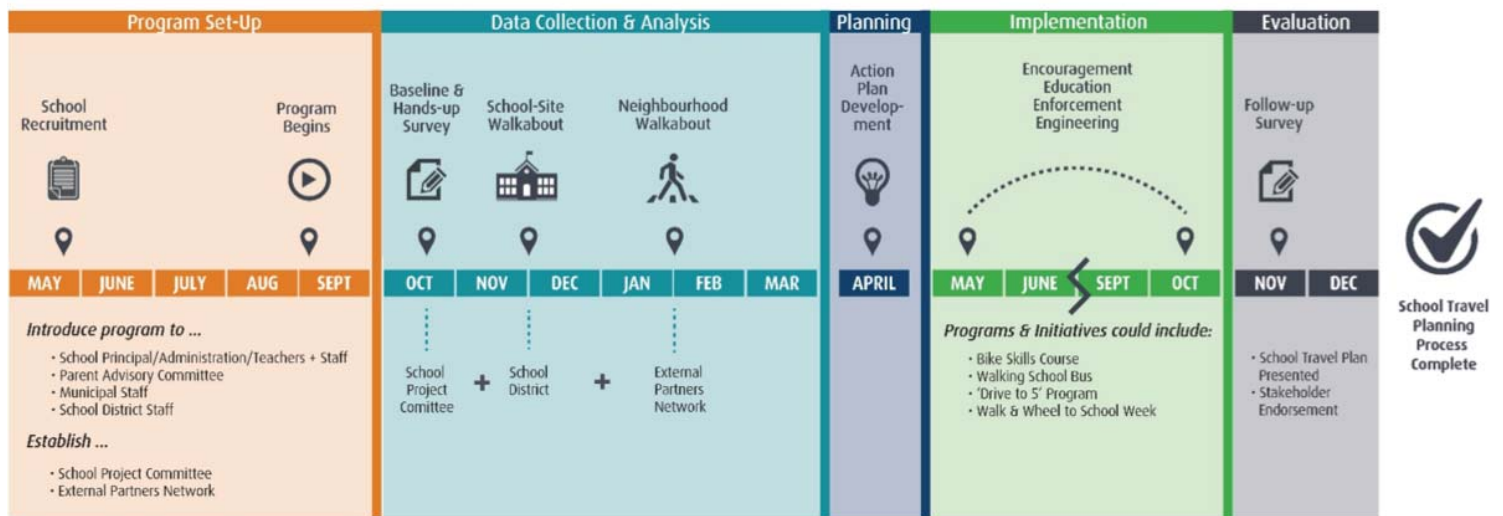 Program Set-Up
Data Collection & Analysis
Planning
Implementation
Evaluation
School
Recruitment
Program
Begins
Baseline &
Hands-up
Survey
School-Site
Walkabout
Neighbourhood
Walkabout
Action
Plan
Develop-
ment
Encouragement
Education
Enforcement
Engineering
Follow-up
Survey
MAY
JUNE
JULY
AUG
SEPT
OCT
NOV
DEC
JAN
FEB
MAR
APRIL
MAY
JUNE
SEPT
OCT
NOV
DEC
Introduce program to ...
• School Principal/Administration/Teachers + Staff
• Parent Advisory Committee
• Municipal Staff
• School District Staff
Establish ...
• School Project Committee
• External Partners Network
School
Project
Comittee
+
School
District
+
External
Partners
Network
Programs & Initiatives could include:
• Bike Skills Course
• Walking School Bus
• 'Drive to 5' Program
• Walk & Wheel to School Week
• School Travel Plan
Presented
• Stakeholder
Endorsement
School Travel
Planning
Process
Complete